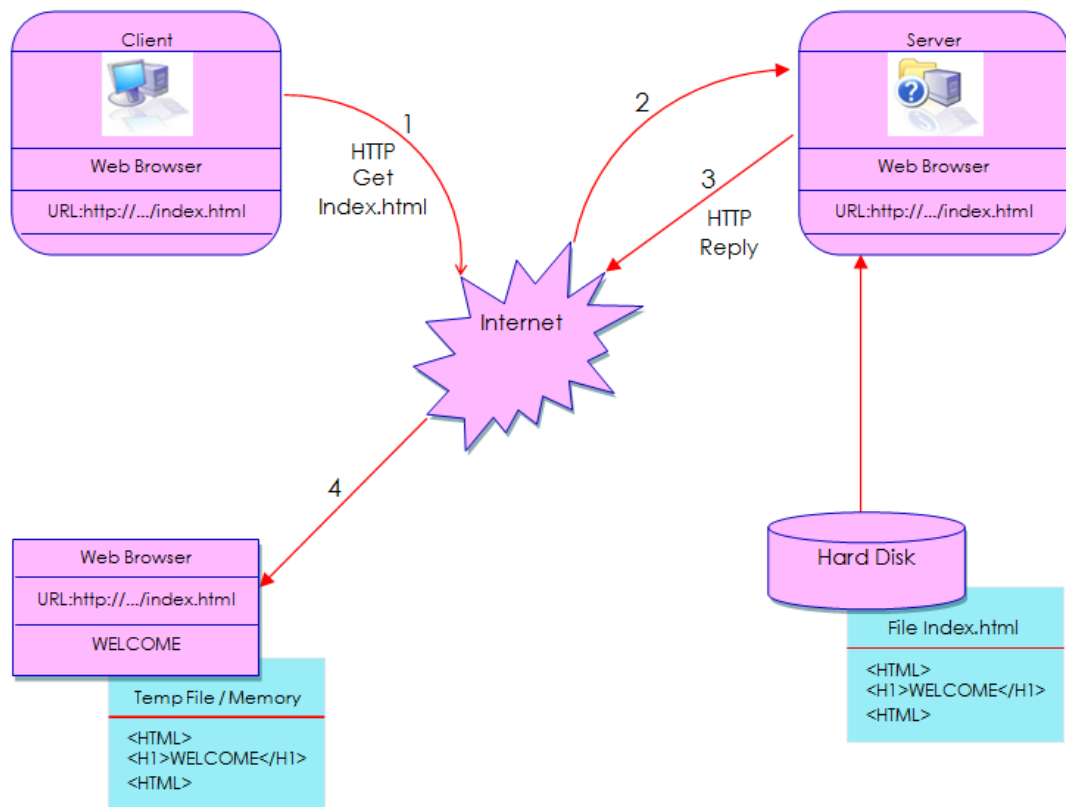 Client
Web Browser
URL:http://.../index.html
1
HTTP
Get
Index.html
2
3
HTTP
Reply
Server
Web Browser
URL:http://.../index.html
Internet
4
Web Browser
URL:http://.../index.html
WELCOME
Temp File / Memory
<HTML>
<H1>WELCOME</H1>
<HTML>
Hard Disk
File Index.html
<HTML>
<H1>WELCOME</H1>
<HTML>